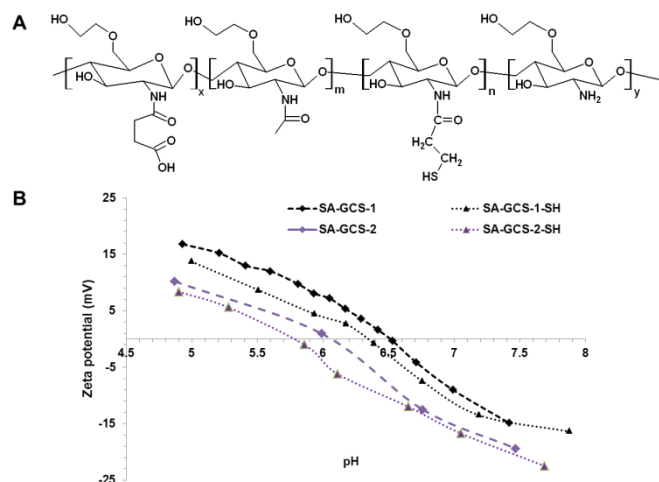 A
HO HO HO HO
O O O O
O O O O O
HO x HO m HO n HO y
NH NH NH NH2
O O C=O
H2C
CH2
OH HS
B
25
SA-GCS-1 SA-GCS-1-SH
SA-GCS-2 SA-GCS-2-SH
15
5
4.5 5 5.5 6 6.5 7 7.5 8
-5
-15
-25
Zeta potential (mV)
pH